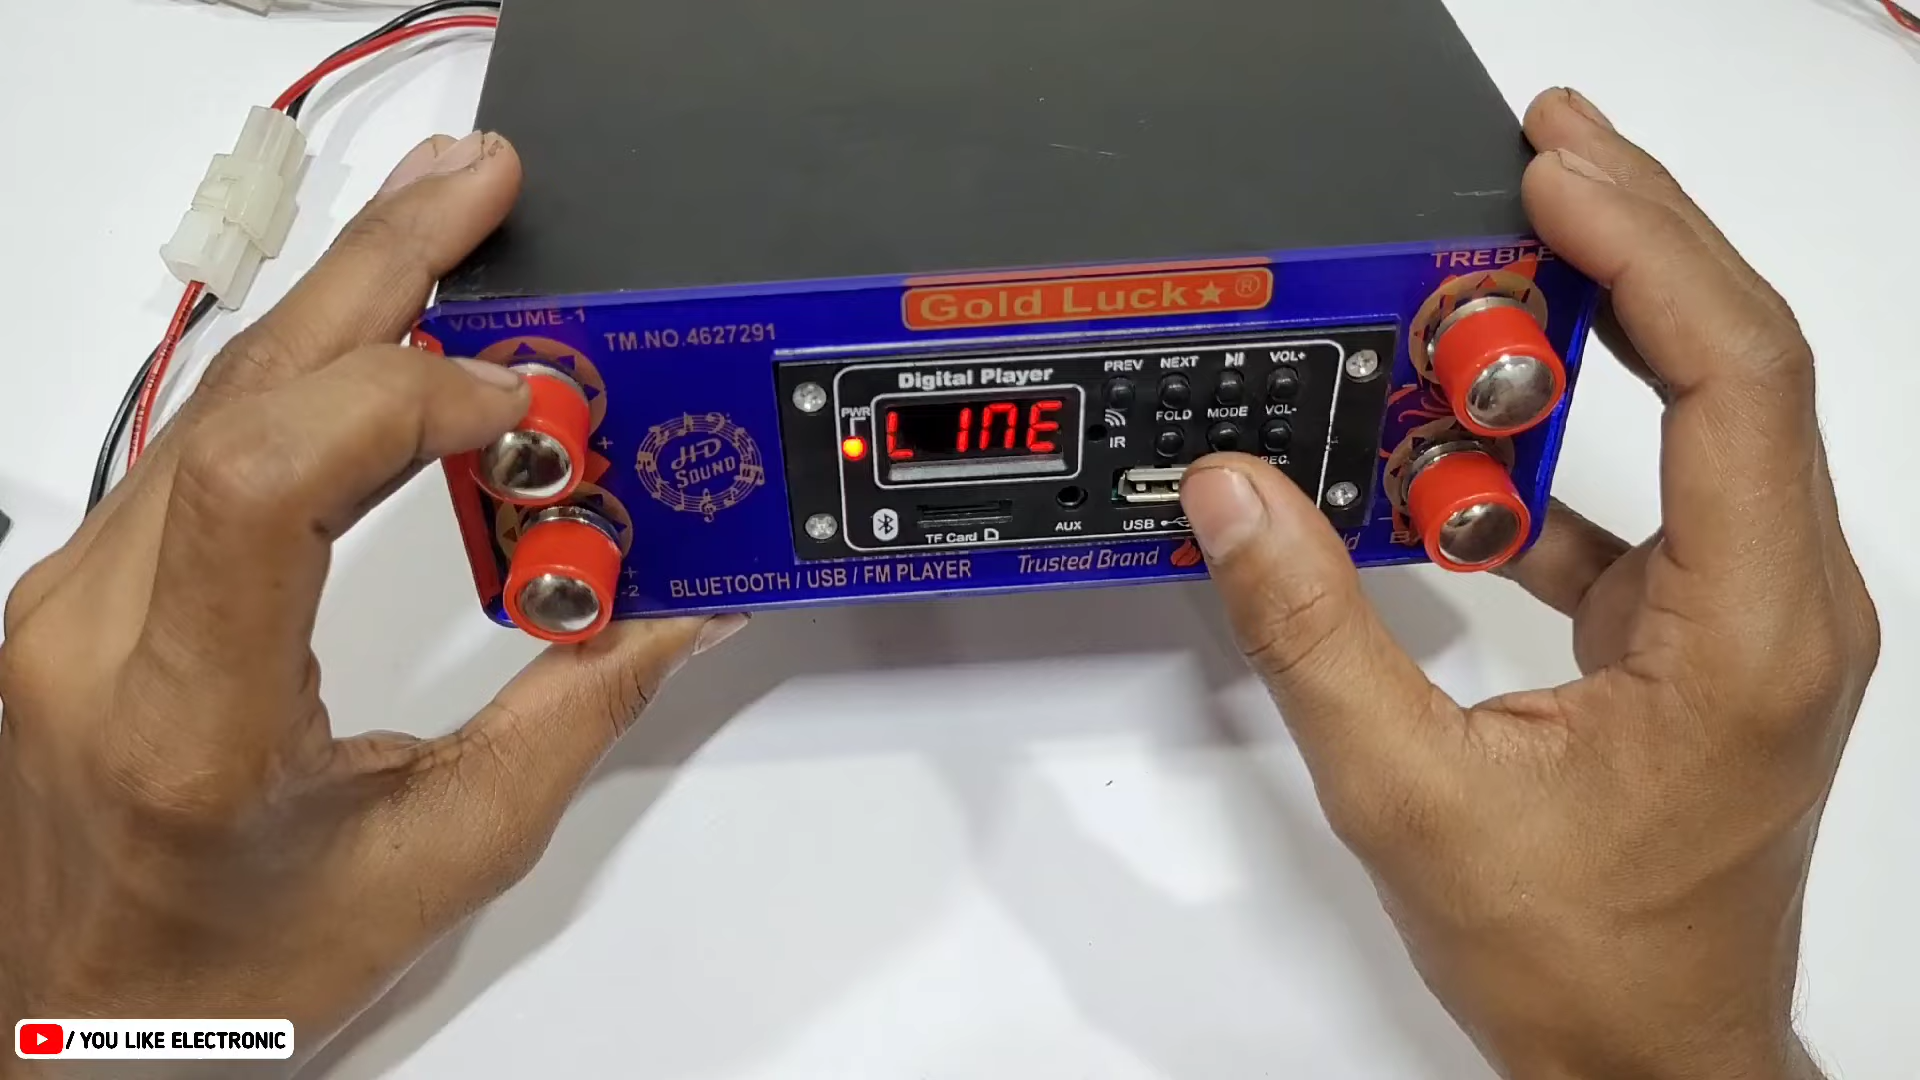 TREBLE
Gold Luck★®
VOLUME-1
TM.NO.4627291
PREV NEXT ⏯ VOL+
Digital Player
PWR
L INE
FOLD MODE VOL-
IR
HD
SOUND
REC.
AUX
USB
TF Card
Trusted Brand
BLUETOOTH / USB / FM PLAYER
+
+
-2
/ YOU LIKE ELECTRONIC